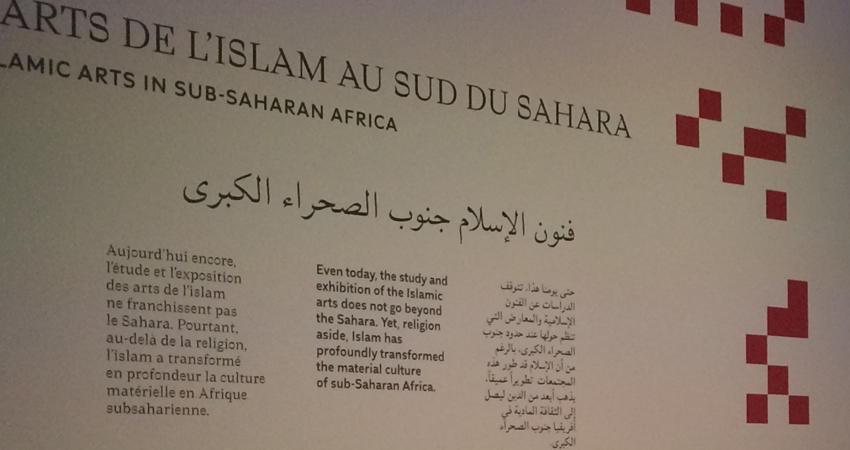 ARTS DE L'ISLAM AU SUD DU SAHARA
LAMIC ARTS IN SUB-SAHARAN AFRICA
فنون الإسلام جنوب الصحراء الكبرى
Aujourd'hui encore,
l'étude et l'exposition
des arts de l'islam
ne franchissent pas
le Sahara. Pourtant,
au-delà de la religion,
l'islam a transformé
en profondeur la culture
matérielle en Afrique
subsaharienne.
Even today, the study and
exhibition of the Islamic
arts does not go beyond
the Sahara. Yet, religion
aside, Islam has
profoundly transformed
the material culture
of sub-Saharan Africa.
حتى يومنا هذا، تتوقف
الدراسات عن الفنون
الإسلامية والمعارض التي
تنظم حولها عند حدود جنوب
الصحراء الكبرى، بالرغم
من أن الإسلام قد طور هذه
المجتمعات تطويراً عميقاً،
يذهب أبعد من الدين ليصل
إلى الثقافة المادية في
أفريقيا جنوب الصحراء
الكبرى.